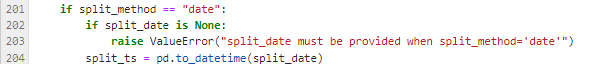 201 if split_method == "date":
202 if split_date is None:
203 raise ValueError("split_date must be provided when split_method='date'")
204 split_ts = pd.to_datetime(split_date)